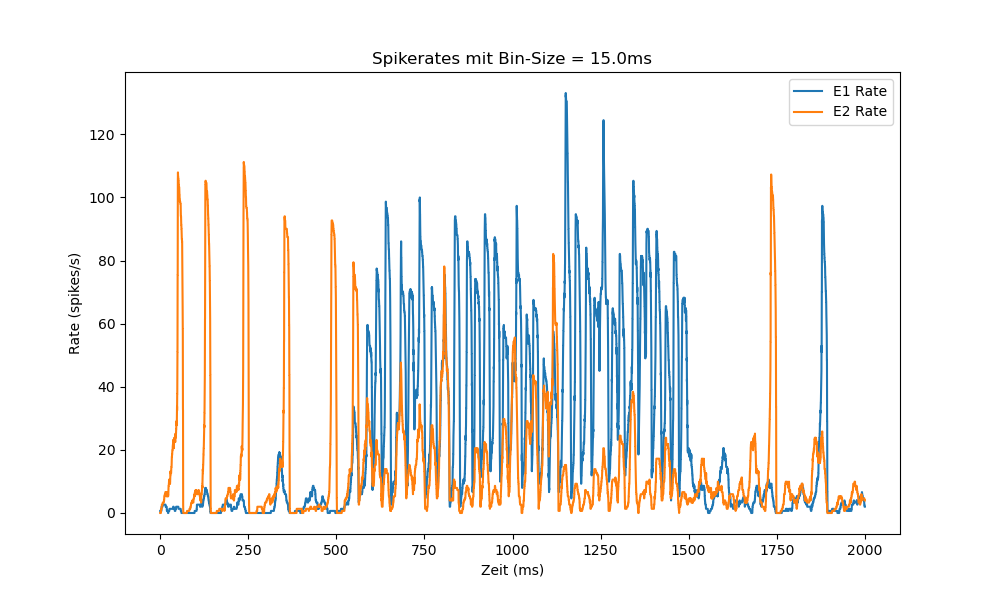 Spikerates mit Bin-Size = 15.0ms
E1 Rate
E2 Rate
Rate (spikes/s)
120
100
80
60
40
20
0
0 250 500 750 1000 1250 1500 1750 2000
Zeit (ms)